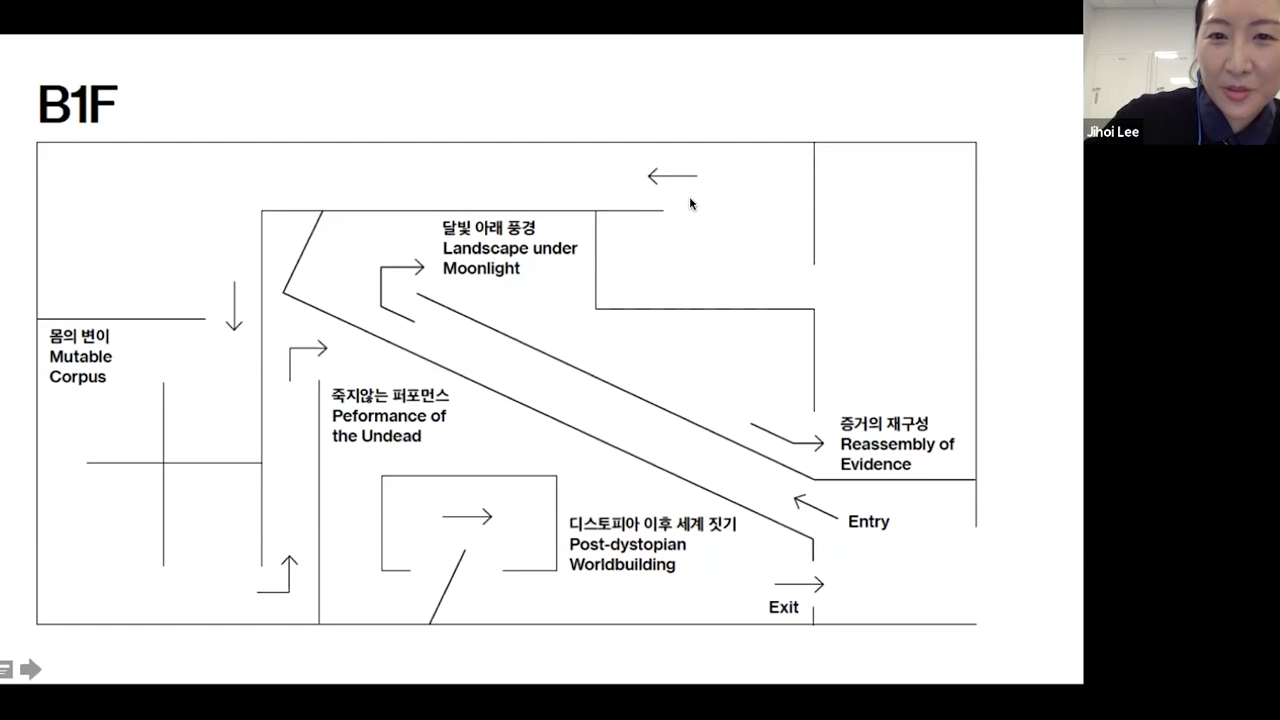 B1F
Jihoi Lee
달빛 아래 풍경
Landscape under
Moonlight
몸의 변이
Mutable
Corpus
죽지않는 퍼포먼스
Peformance of
the Undead
증거의 재구성
Reassembly of
Evidence
디스토피아 이후 세계 짓기
Post-dystopian
Worldbuilding
Entry
Exit